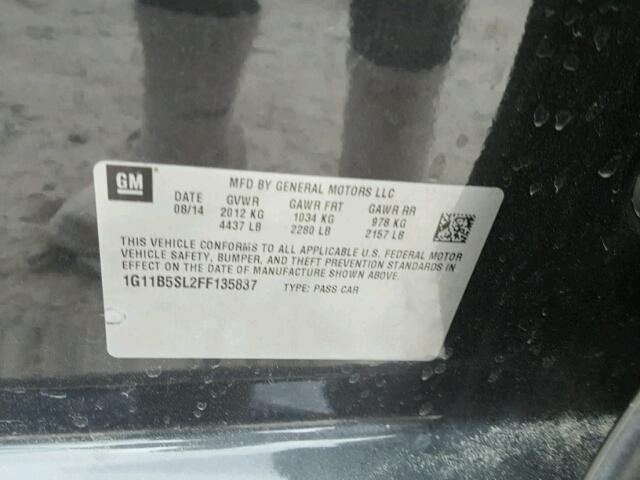 GM
MFD BY GENERAL MOTORS LLC
DATE GVWR GAWR FRT GAWR RR
08/14 2012 KG 1034 KG 978 KG
4437 LB 2280 LB 2157 LB
THIS VEHICLE CONFORMS TO ALL APPLICABLE U.S. FEDERAL MOTOR
VEHICLE SAFETY, BUMPER, AND THEFT PREVENTION STANDARDS
IN EFFECT ON THE DATE OF MANUFACTURE SHOWN ABOVE.
1G11B5SL2FF135837 TYPE: PASS CAR